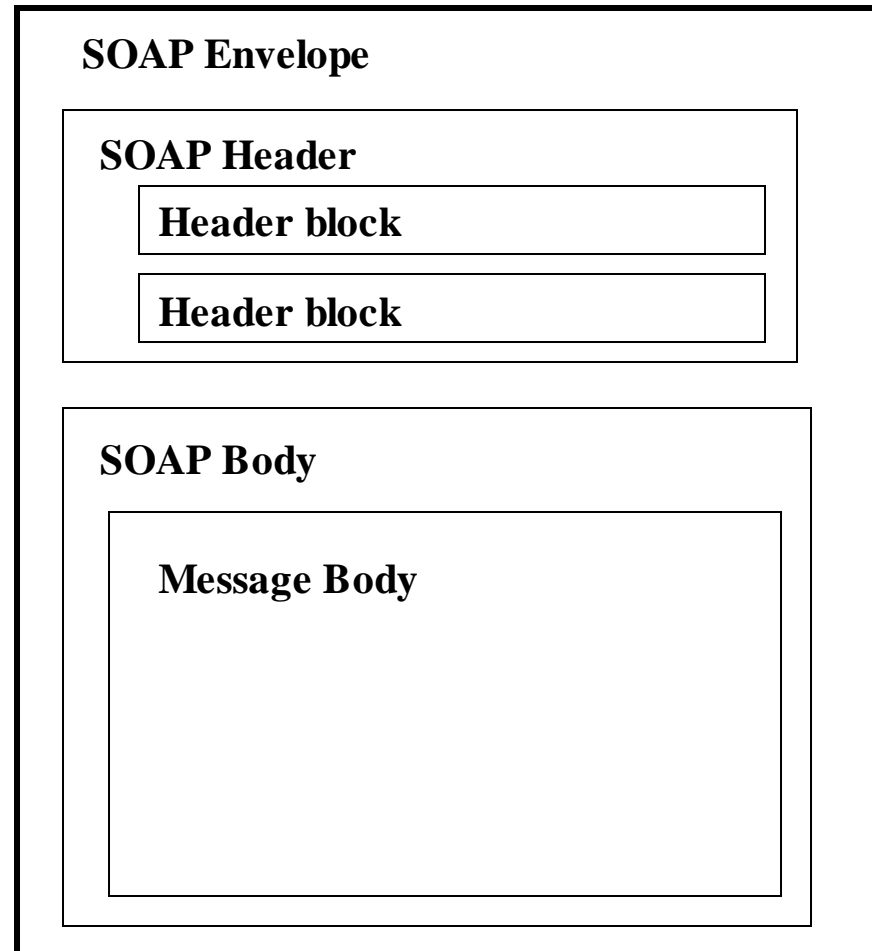 SOAP Envelope
SOAP Header
Header block
Header block
SOAP Body
Message Body